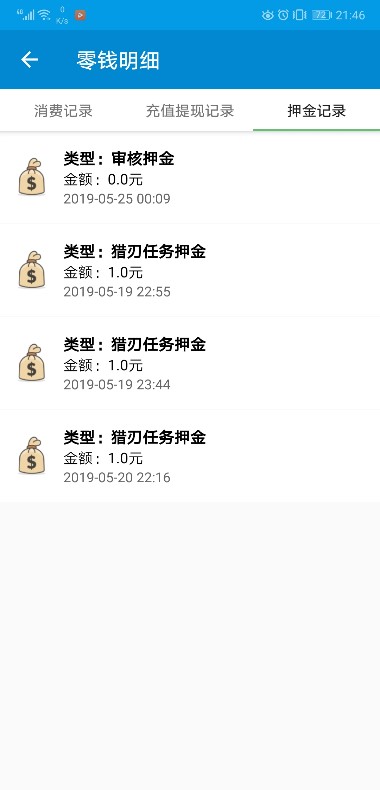 46 0 K/s 72 21:46
零钱明细
消费记录 充值提现记录 押金记录
类型：审核押金
金额：0.0元
2019-05-25 00:09
类型：猎刃任务押金
金额：1.0元
2019-05-19 22:55
类型：猎刃任务押金
金额：1.0元
2019-05-19 23:44
类型：猎刃任务押金
金额：1.0元
2019-05-20 22:16